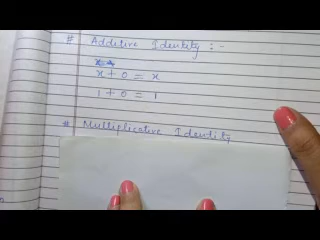 # Additive Identity :-
x + 0 = x
1 + 0 = 1
# Multiplicative Identity